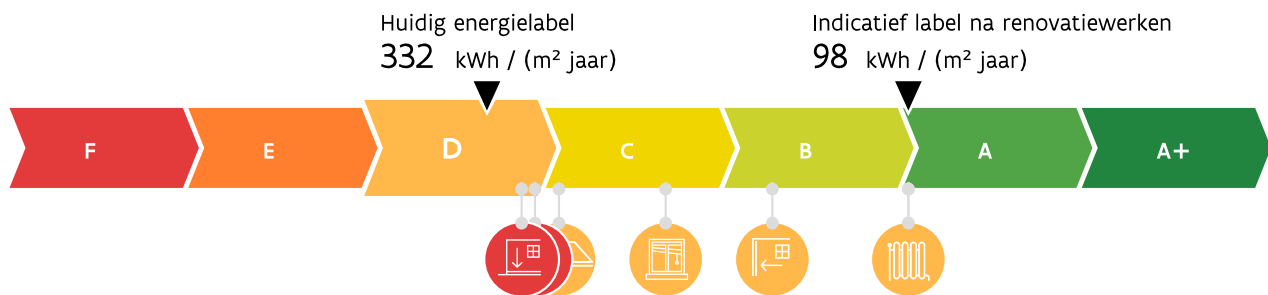 Huidig energielabel
332 kWh / (m² jaar)
Indicatief label na renovatiewerken
98 kWh / (m² jaar)
F E D C B A A+